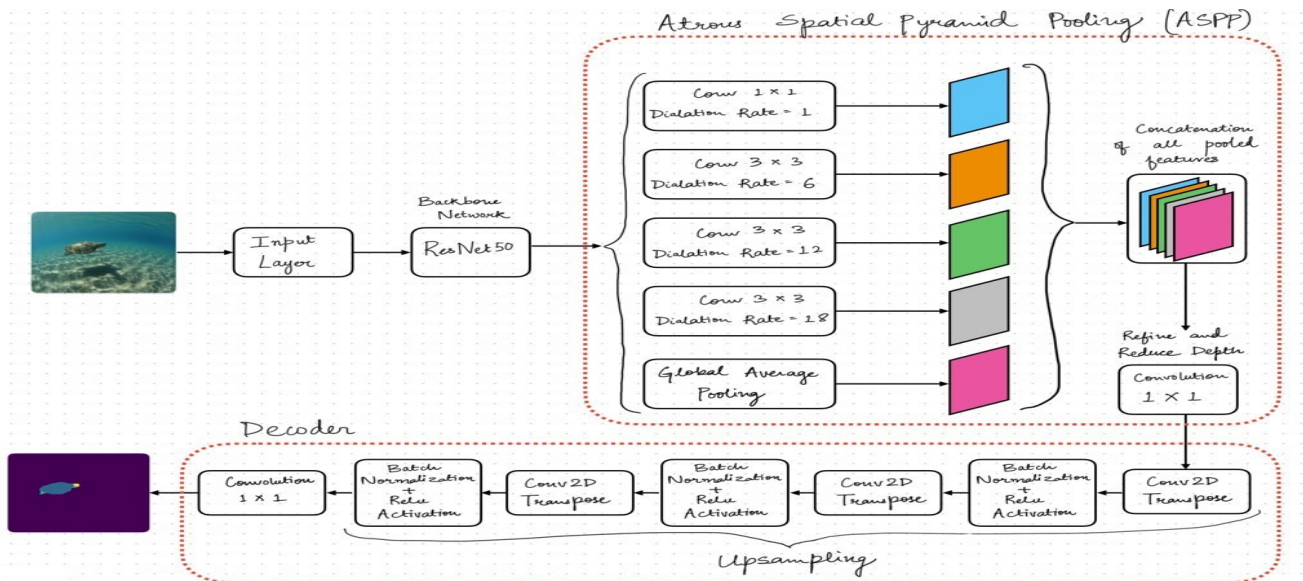 Atrous Spatial Pyramid Pooling (ASPP)
Conv 1 × 1
Dialation Rate = 1
Conv 3 × 3
Dialation Rate = 6
Conv 3 × 3
Dialation Rate = 12
Conv 3 × 3
Dialation Rate = 18
Global Average
Pooling
Concatenation
of all pooled
features
Backbone
Network
Input
Layer
ResNet50
Refine and
Reduce Depth
Convolution
1 × 1
Decoder
Convolution
1 × 1
Batch
Normalization
+
Relu
Activation
Conv2D
Transpose
Batch
Normalization
+
Relu
Activation
Conv2D
Transpose
Batch
Normalization
+
Relu
Activation
Conv2D
Transpose
Upsampling